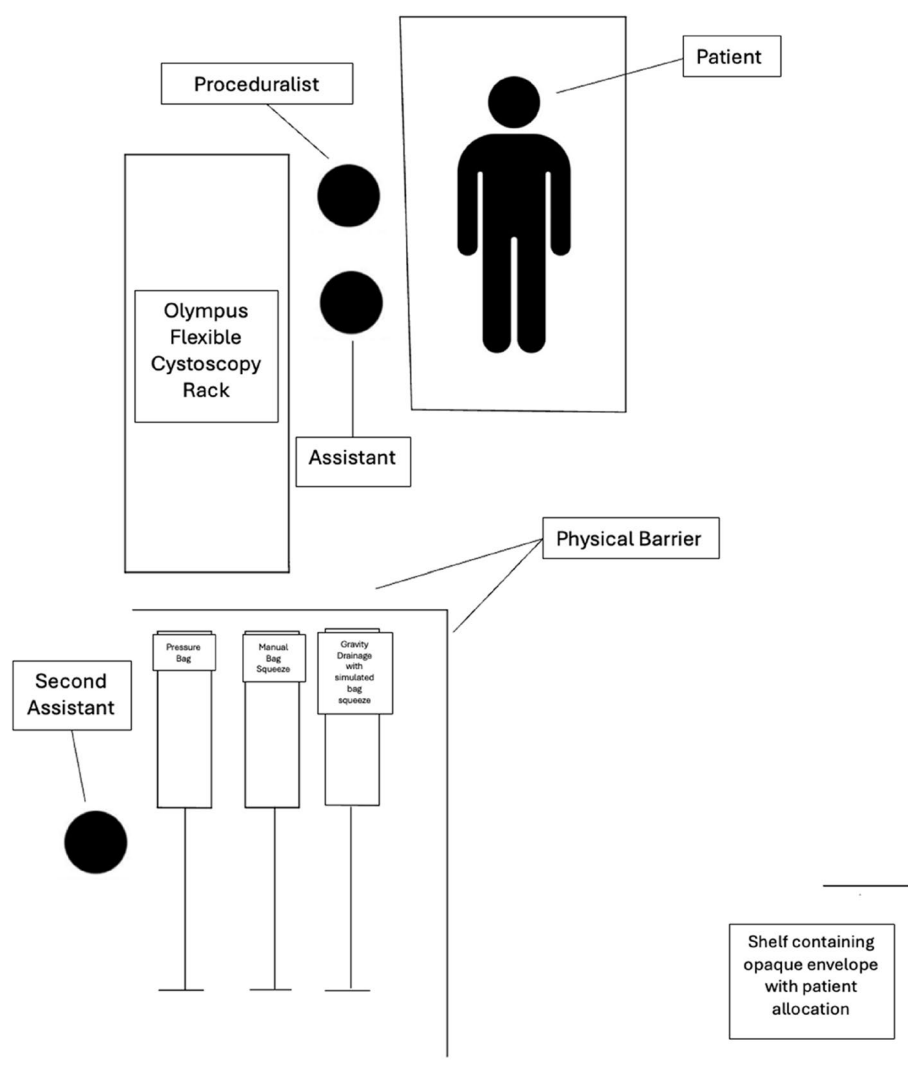 Patient
Proceduralist
Olympus
Flexible
Cystoscopy
Rack
Assistant
Physical Barrier
Pressure
Bag
Manual
Bag
Squeeze
Gravity
Drainage
with
simulated
bag
squeeze
Second
Assistant
Shelf containing
opaque envelope
with patient
allocation